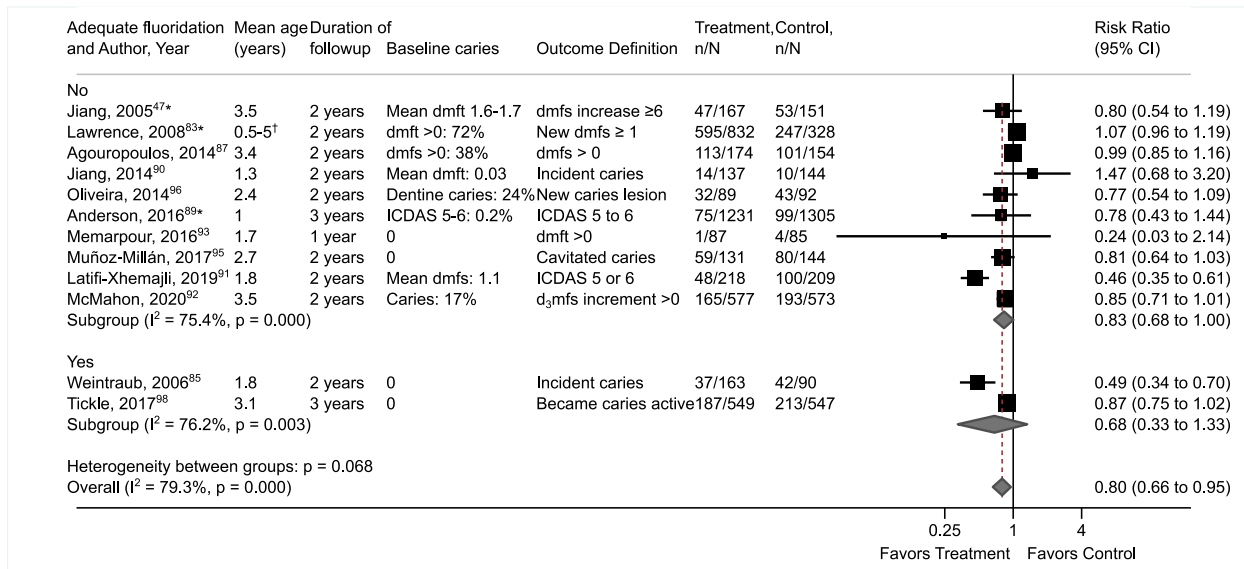 Adequate fluoridation and Author, Year Mean age (years) Duration of followup Baseline caries Outcome Definition Treatment, n/N Control, n/N Risk Ratio (95% CI)
No
Jiang, 2005⁴⁷* 3.5 2 years Mean dmft 1.6-1.7 dmfs increase ≥6 47/167 53/151 0.80 (0.54 to 1.19)
Lawrence, 2008⁸³* 0.5-5† 2 years dmft >0: 72% New dmfs ≥ 1 595/832 247/328 1.07 (0.96 to 1.19)
Agouropoulos, 2014⁸⁷ 3.4 2 years dmfs >0: 38% dmfs > 0 113/174 101/154 0.99 (0.85 to 1.16)
Jiang, 2014⁹⁰ 1.3 2 years Mean dmft: 0.03 Incident caries 14/137 10/144 1.47 (0.68 to 3.20)
Oliveira, 2014⁹⁶ 2.4 2 years Dentine caries: 24% New caries lesion 32/89 43/92 0.77 (0.54 to 1.09)
Anderson, 2016⁸⁹* 1 3 years ICDAS 5-6: 0.2% ICDAS 5 to 6 75/1231 99/1305 0.78 (0.43 to 1.44)
Memarpour, 2016⁹³ 1.7 1 year 0 dmft >0 1/87 4/85 0.24 (0.03 to 2.14)
Muñoz-Millán, 2017⁹⁵ 2.7 2 years 0 Cavitated caries 59/131 80/144 0.81 (0.64 to 1.03)
Latifi-Xhemajli, 2019⁹¹ 1.8 2 years Mean dmfs: 1.1 ICDAS 5 or 6 48/218 100/209 0.46 (0.35 to 0.61)
McMahon, 2020⁹² 3.5 2 years Caries: 17% d₃mfs increment >0 165/577 193/573 0.85 (0.71 to 1.01)
Subgroup (I² = 75.4%, p = 0.000) 0.83 (0.68 to 1.00)
Yes
Weintraub, 2006⁸⁵ 1.8 2 years 0 Incident caries 37/163 42/90 0.49 (0.34 to 0.70)
Tickle, 2017⁹⁸ 3.1 3 years 0 Became caries active 187/549 213/547 0.87 (0.75 to 1.02)
Subgroup (I² = 76.2%, p = 0.003) 0.68 (0.33 to 1.33)
Heterogeneity between groups: p = 0.068
Overall (I² = 79.3%, p = 0.000) 0.80 (0.66 to 0.95)
0.25 1 4
Favors Treatment Favors Control